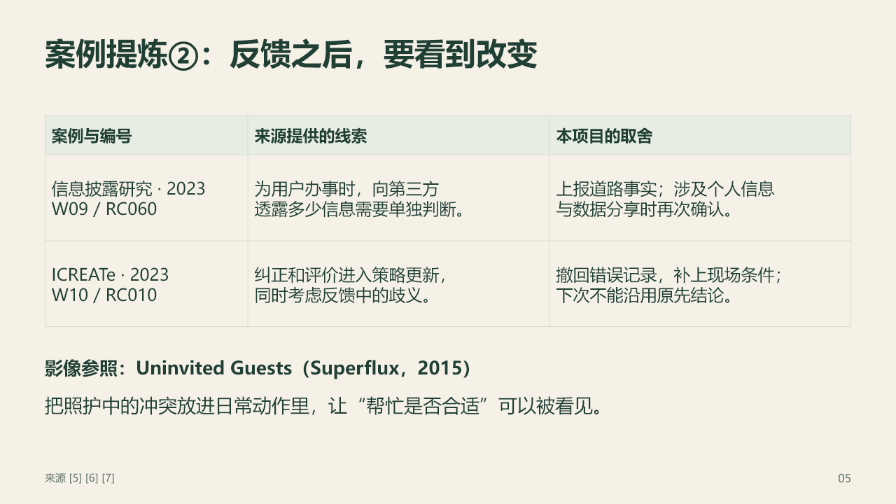 案例提炼②：反馈之后，要看到改变
案例与编号
来源提供的线索
本项目的取舍
信息披露研究 · 2023
W09 / RC060
为用户办事时，向第三方
透露多少信息需要单独判断。
上报道路事实；涉及个人信息
与数据分享时再次确认。
ICREATe · 2023
W10 / RC010
纠正和评价进入策略更新，
同时考虑反馈中的歧义。
撤回错误记录，补上现场条件；
下次不能沿用原先结论。
影像参照：Uninvited Guests（Superflux，2015）
把照护中的冲突放进日常动作里，让“帮忙是否合适”可以被看见。
来源 [5] [6] [7]
05